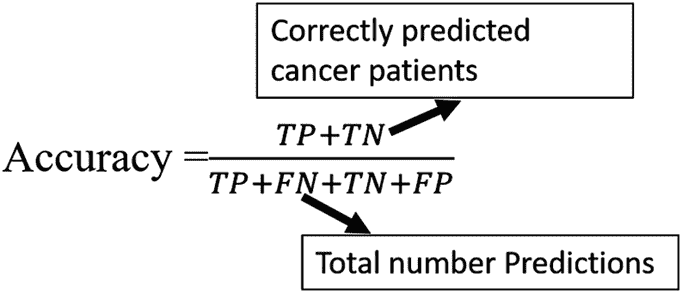 Correctly predicted
cancer patients
Accuracy = TP+TN / TP+FN+TN+FP
Total number Predictions